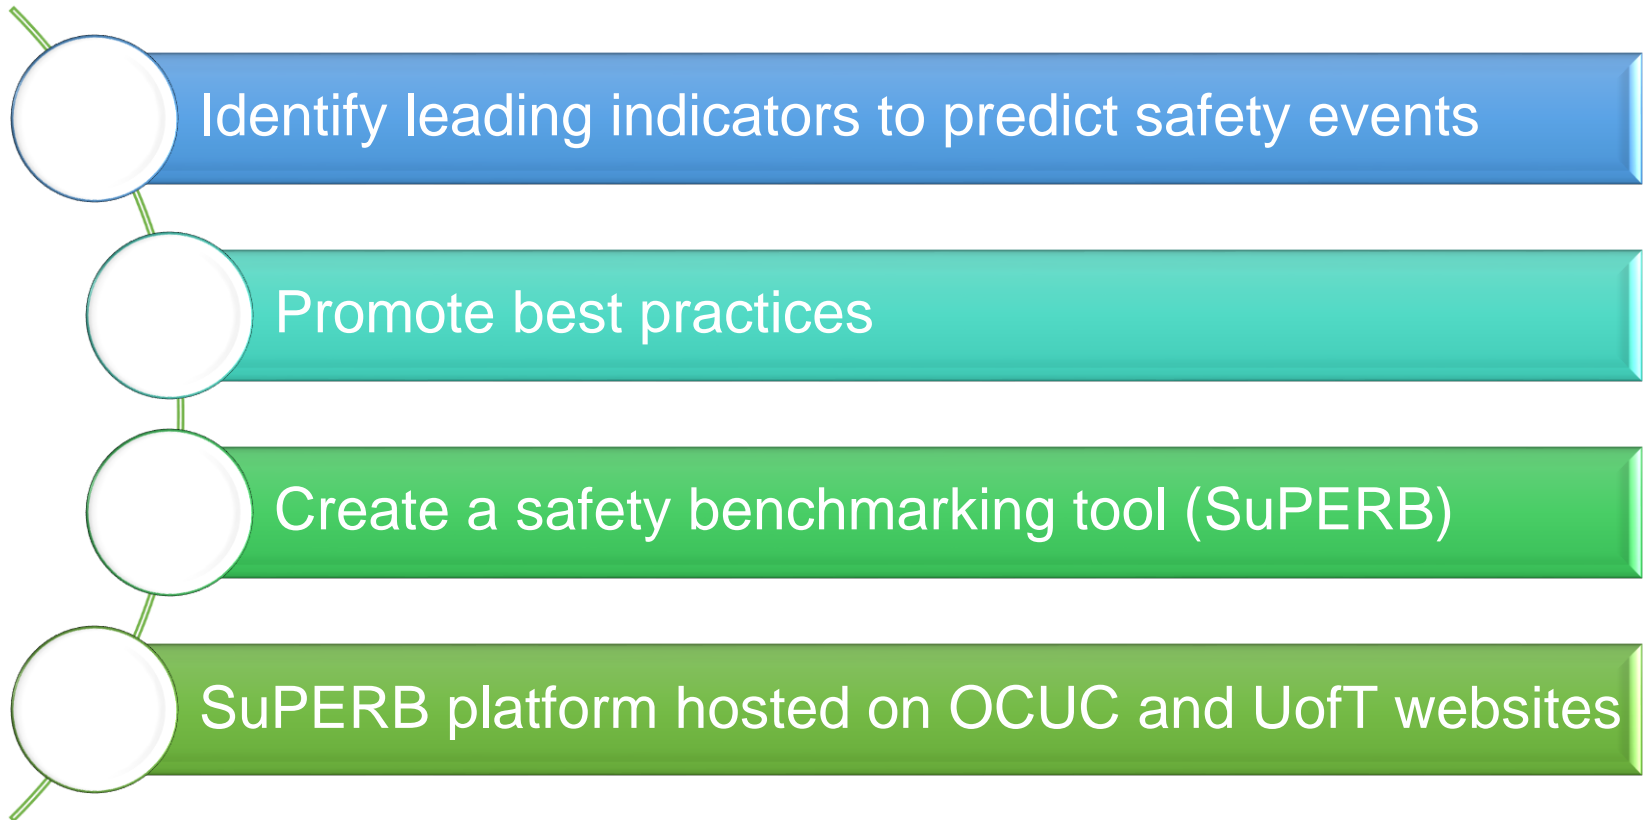 Identify leading indicators to predict safety events
Promote best practices
Create a safety benchmarking tool (SuPERB)
SuPERB platform hosted on OCUC and UofT websites